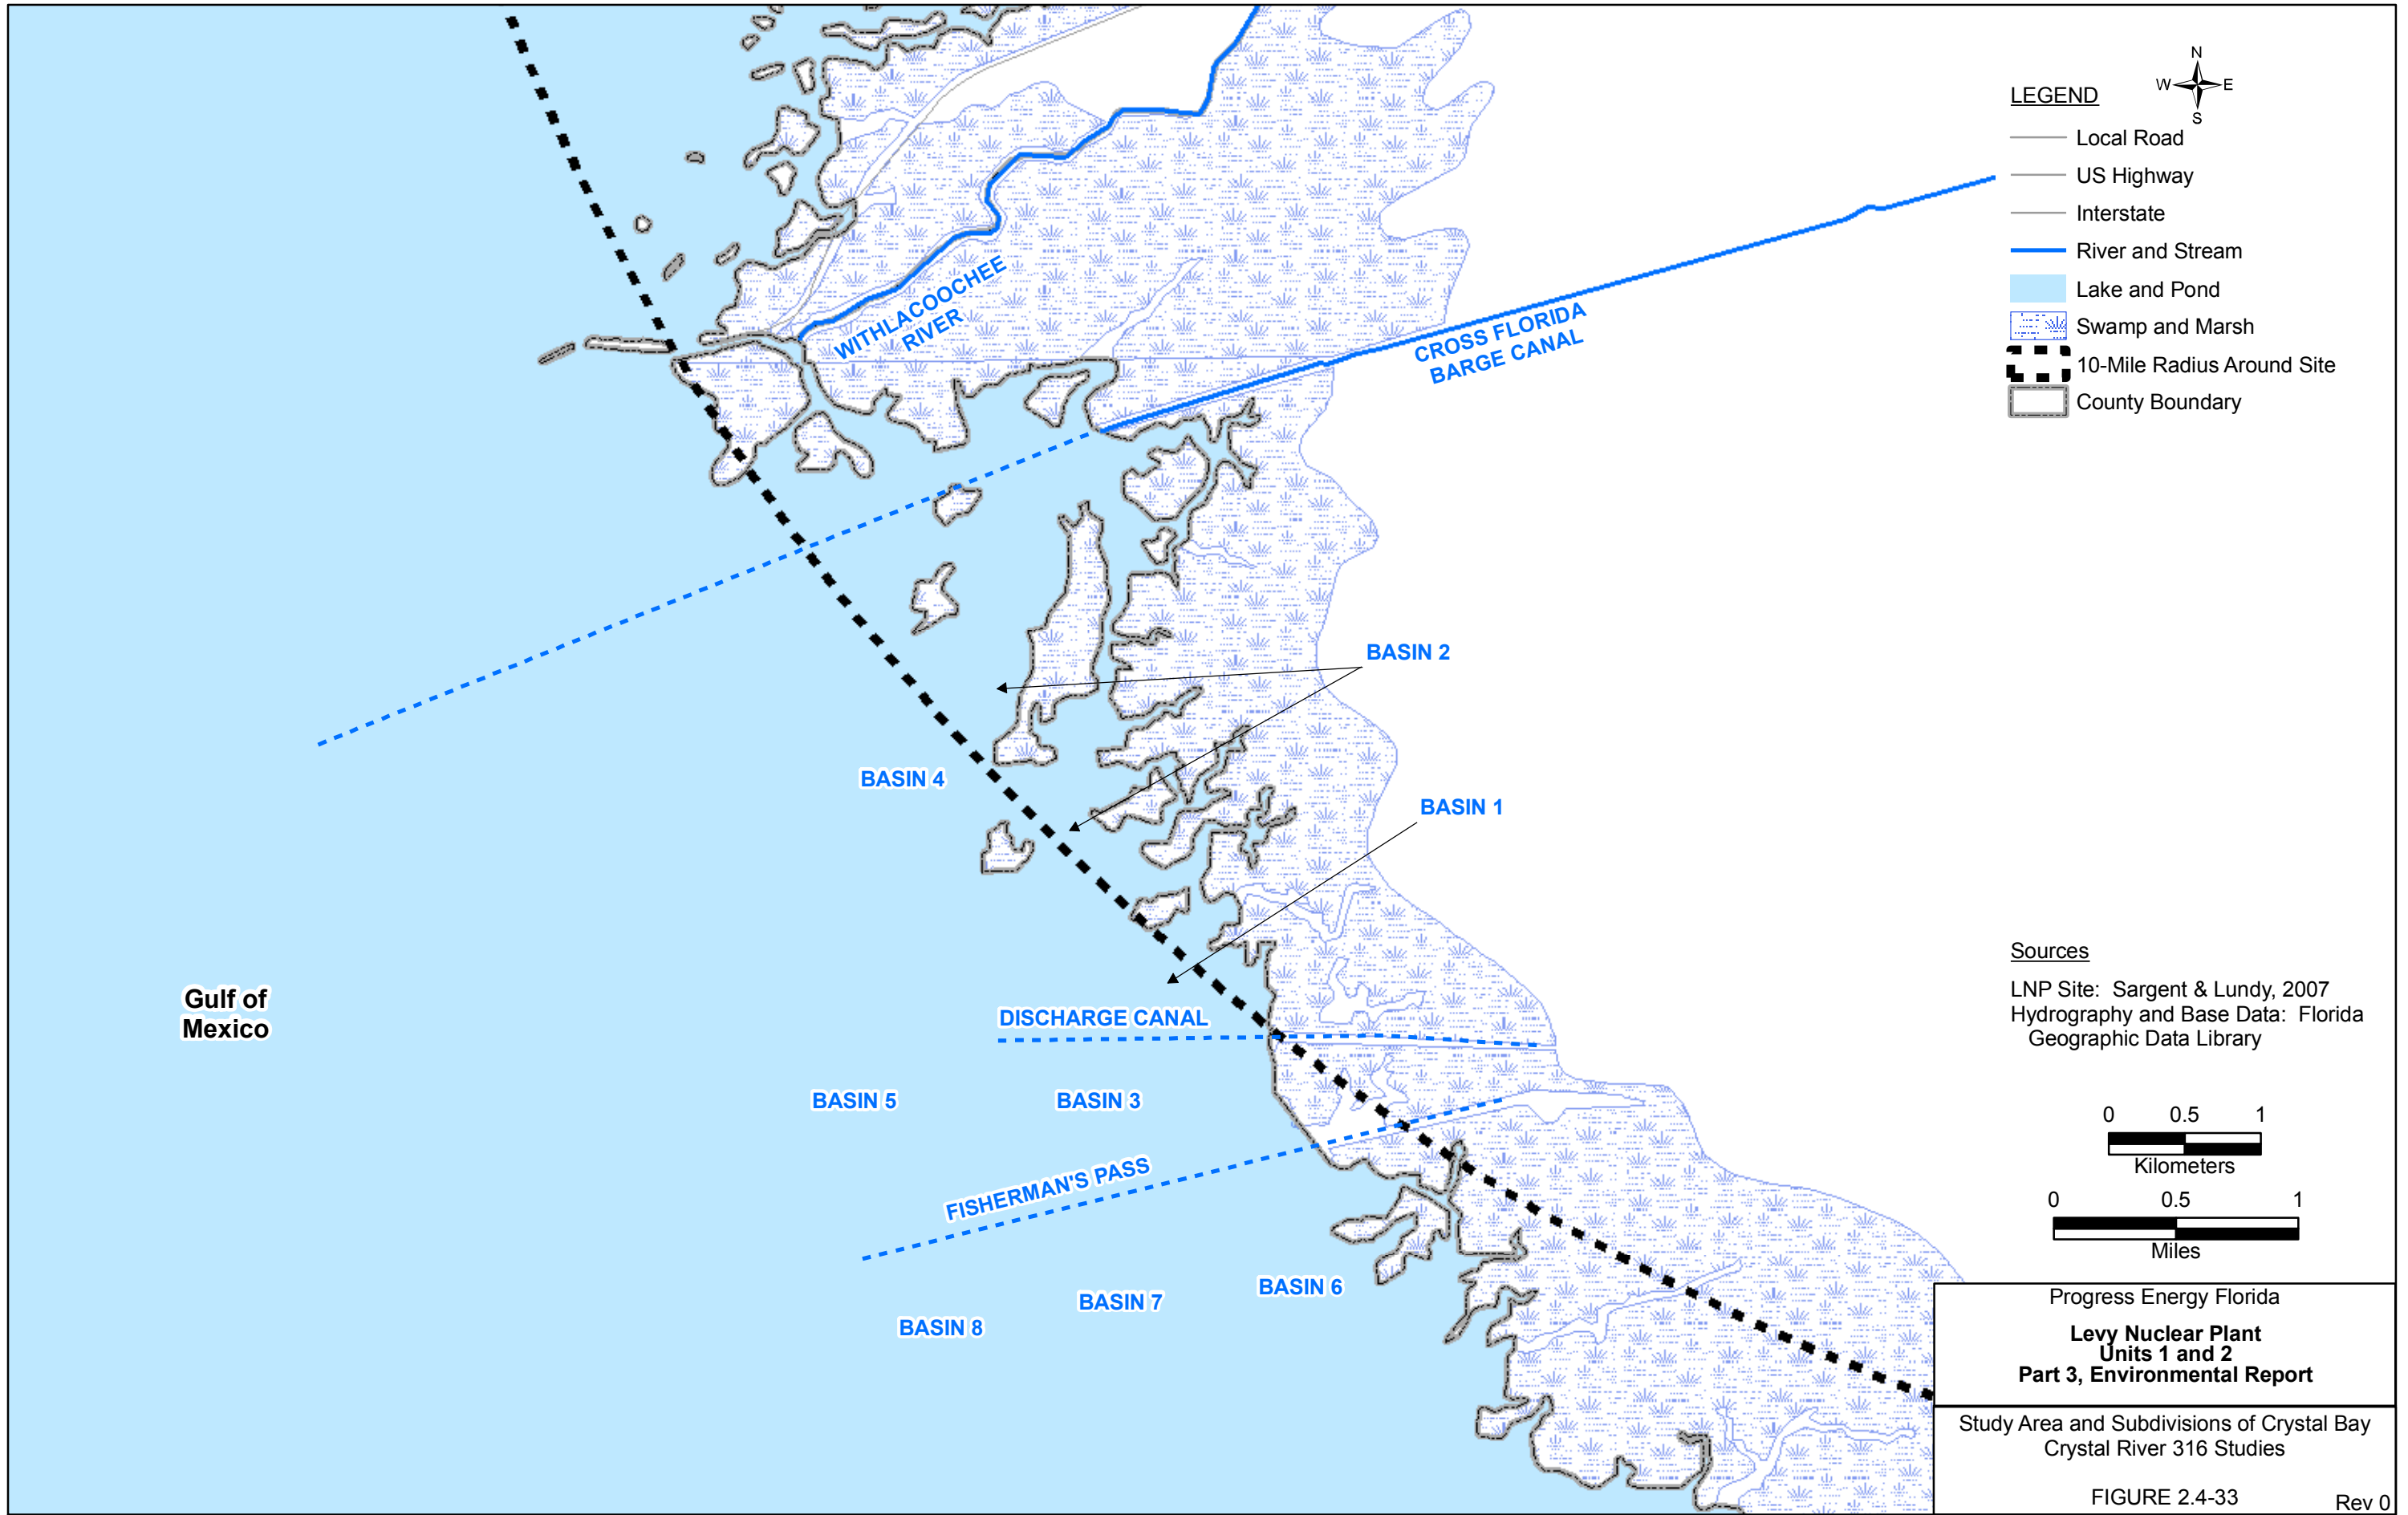 N
W
E
S
LEGEND
Local Road
US Highway
Interstate
River and Stream
Lake and Pond
Swamp and Marsh
10-Mile Radius Around Site
County Boundary
WITHLACOOCHEE
RIVER
CROSS FLORIDA
BARGE CANAL
BASIN 2
BASIN 4
BASIN 1
Gulf of
Mexico
DISCHARGE CANAL
BASIN 5
BASIN 3
FISHERMAN'S PASS
BASIN 6
BASIN 7
BASIN 8
Sources
LNP Site: Sargent & Lundy, 2007
Hydrography and Base Data: Florida
Geographic Data Library
0 0.5 1
Kilometers
0 0.5 1
Miles
Progress Energy Florida
Levy Nuclear Plant
Units 1 and 2
Part 3, Environmental Report
Study Area and Subdivisions of Crystal Bay
Crystal River 316 Studies
FIGURE 2.4-33
Rev 0